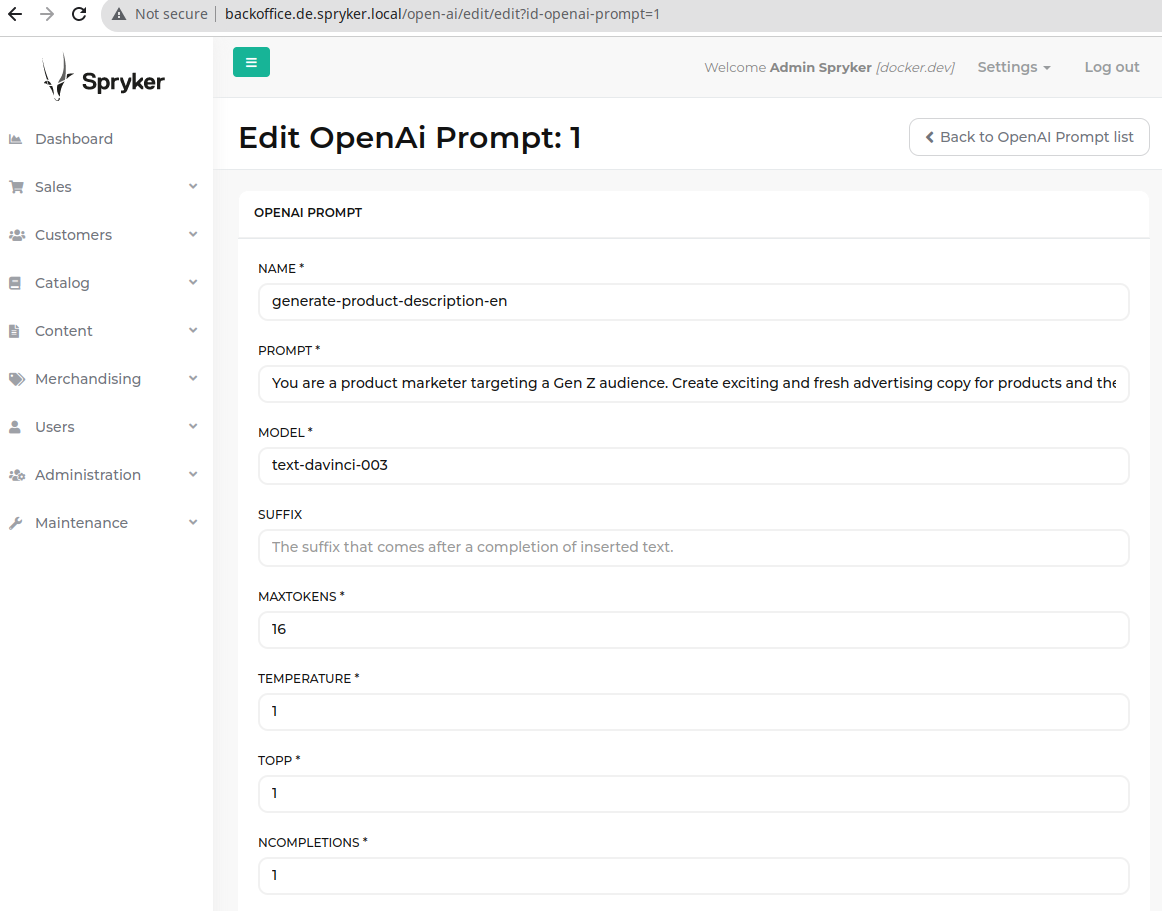 Not secure backoffice.de.spryker.local/open-ai/edit/edit?id-openai-prompt=1
Spryker
Welcome Admin Spryker [docker.dev] Settings Log out
Dashboard
Sales
Customers
Catalog
Content
Merchandising
Users
Administration
Maintenance
Edit OpenAi Prompt: 1
Back to OpenAI Prompt list
OPENAI PROMPT
NAME *
generate-product-description-en
PROMPT *
You are a product marketer targeting a Gen Z audience. Create exciting and fresh advertising copy for products and the
MODEL *
text-davinci-003
SUFFIX
The suffix that comes after a completion of inserted text.
MAXTOKENS *
16
TEMPERATURE *
1
TOPP *
1
NCOMPLETIONS *
1